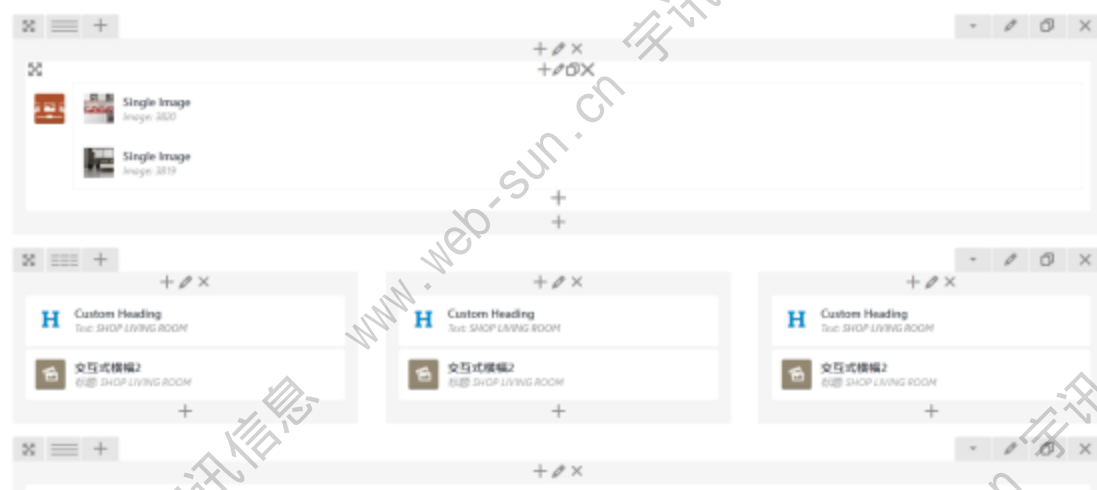 Single Image
Image: 3820
Single Image
Image: 3819
Custom Heading
Text: SHOP LIVING ROOM
交互式横幅2
标题: SHOP LIVING ROOM
Custom Heading
Text: SHOP LIVING ROOM
交互式横幅2
标题: SHOP LIVING ROOM
Custom Heading
Text: SHOP LIVING ROOM
交互式横幅2
标题: SHOP LIVING ROOM
www.web-sun.cn 宇讯
讯信息
宇讯
n